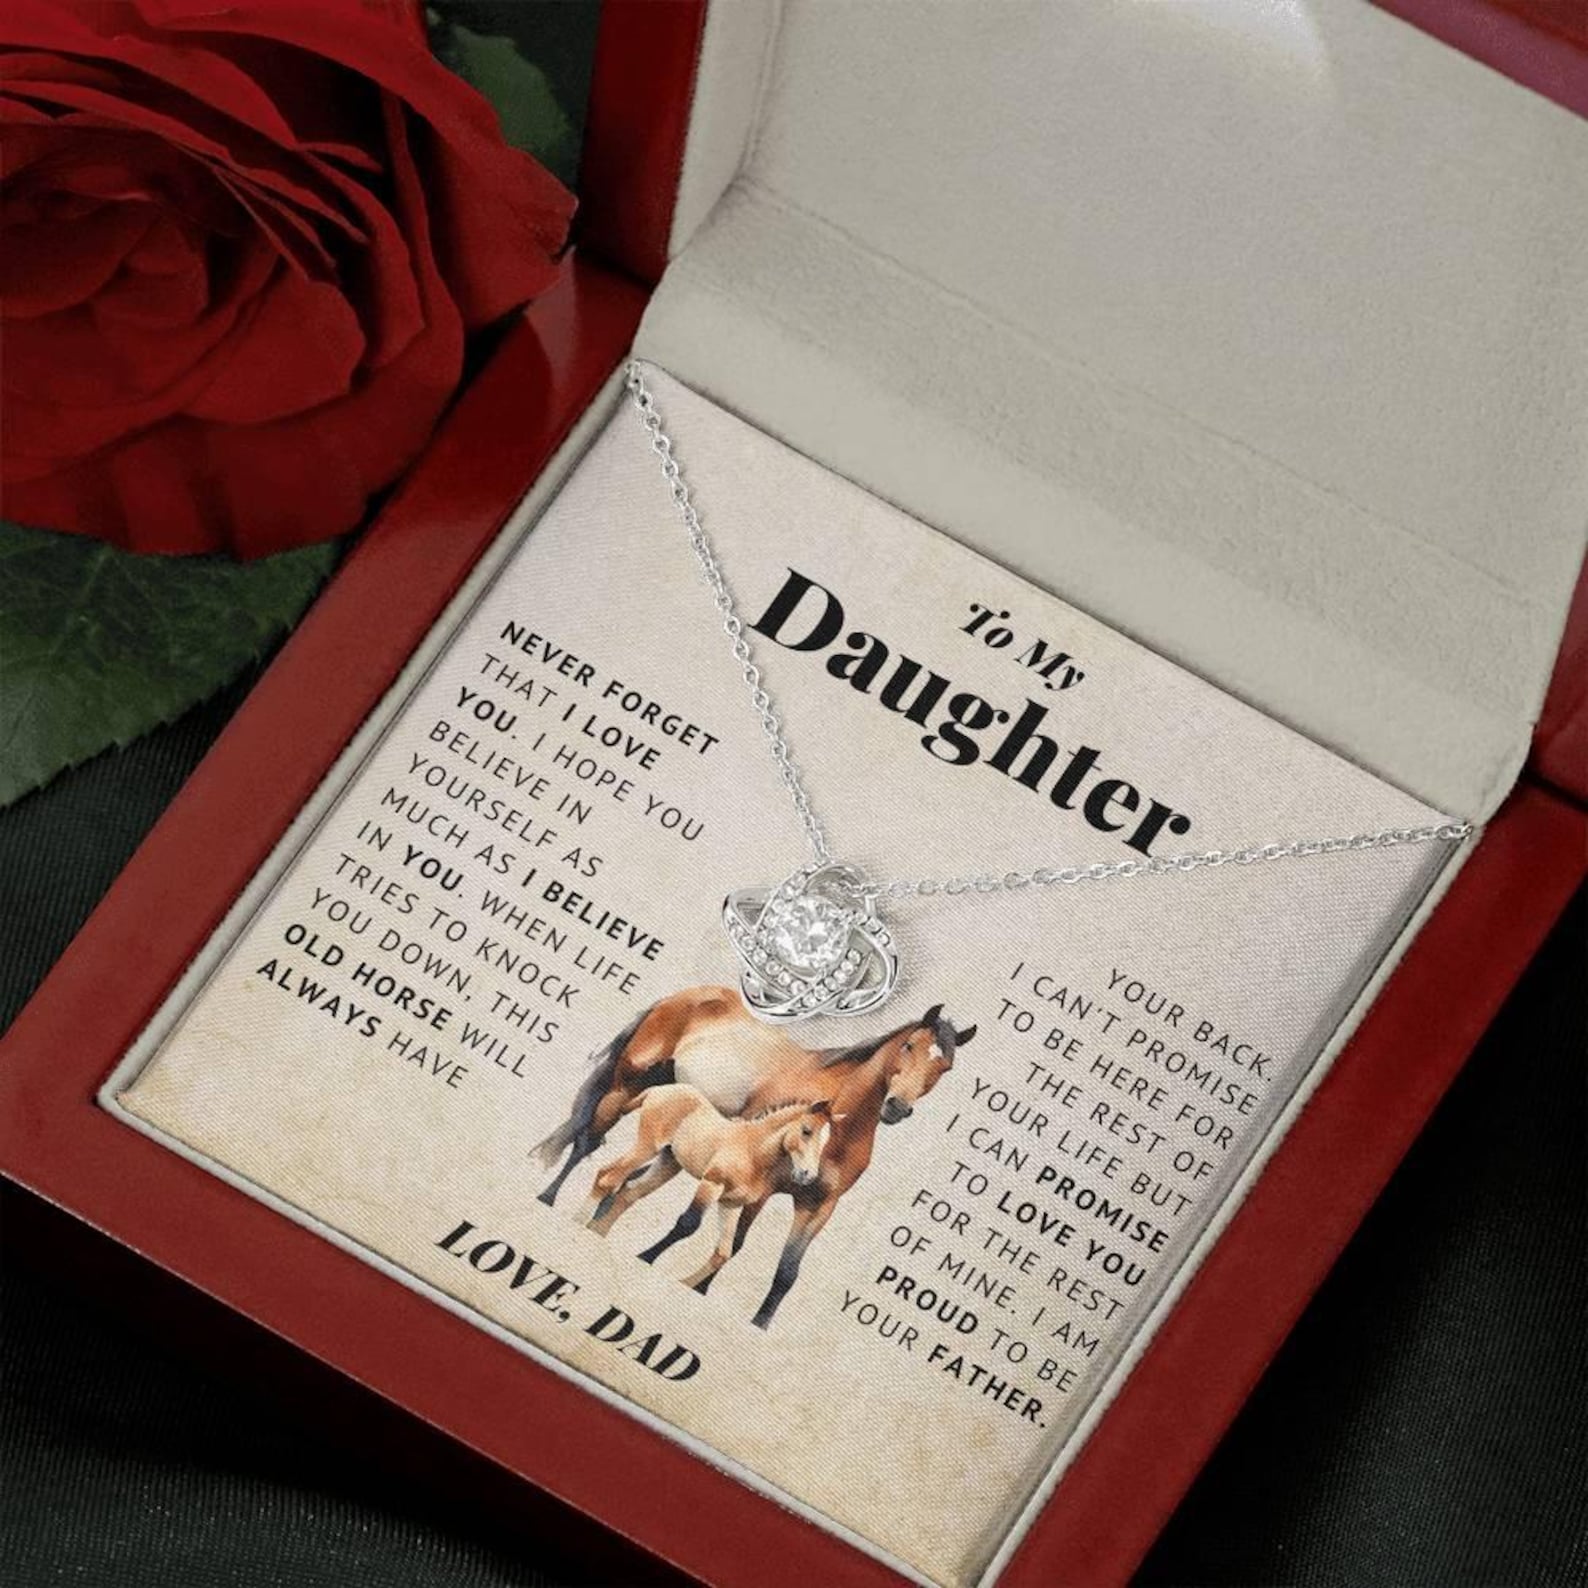 To My
Daughter
NEVER FORGET
THAT I LOVE
YOU. I HOPE YOU
BELIEVE IN
YOURSELF AS
MUCH AS I BELIEVE
IN YOU. WHEN LIFE
TRIES TO KNOCK
YOU DOWN, THIS
OLD HORSE WILL
ALWAYS HAVE
YOUR BACK.
I CAN'T PROMISE
TO BE HERE FOR
THE REST OF
YOUR LIFE BUT
I CAN PROMISE
TO LOVE YOU
FOR THE REST
OF MINE. I AM
PROUD TO BE
YOUR FATHER.
LOVE, DAD